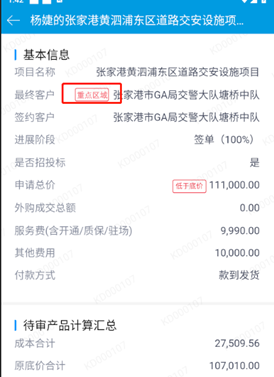 1:42
杨婕的张家港黄泗浦东区道路交安设施项...
基本信息
项目名称 张家港黄泗浦东区道路交安设施项目
最终客户 重点区域 张家港市GA局交警大队塘桥中队
签约客户 张家港市GA局交警大队塘桥中队
进展阶段 签单（100%）
是否招投标 是
申请总价 低于底价 111,000.00
外购成交总额 0.00
服务费(含开通/质保/驻场) 9,990.00
其他费用 10,000.00
付款方式 款到发货
待审产品计算汇总
成本合计 27,509.56
原底价合计 107,010.00